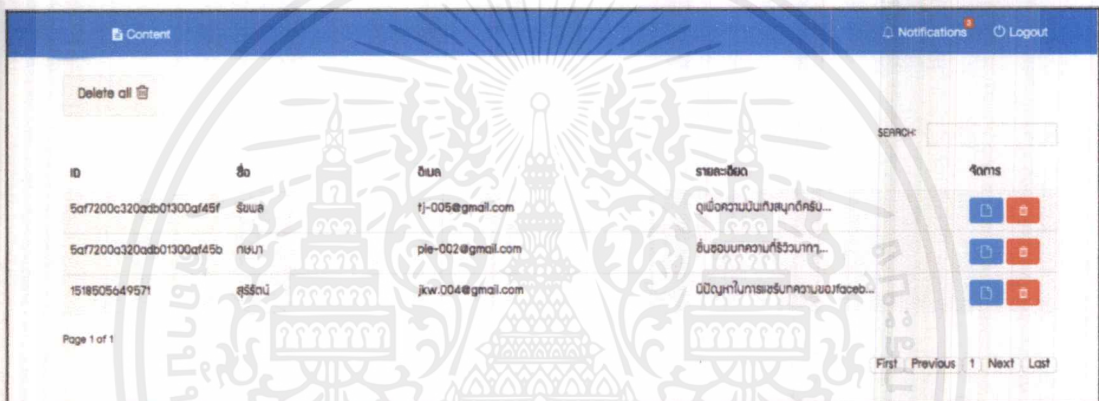 Content Notifications 3 Logout
Delete all
SEARCH:
ID ชื่อ อีเมล รายละเอียด จัดการ
5af7200c320adb01300af45f รัชพล tj-005@gmail.com ดูเพื่อความบันเทิงสนุกดีครับ...
5af7200a320adb01300af45b กษมา pie-002@gmail.com ชื่นชอบบทความที่รีวิวมากๆ...
1518505649571 สุรีรัตน์ jkw.004@gmail.com มีปัญหาในการแชร์บทความของfaceb...
Page 1 of 1
First Previous 1 Next Last